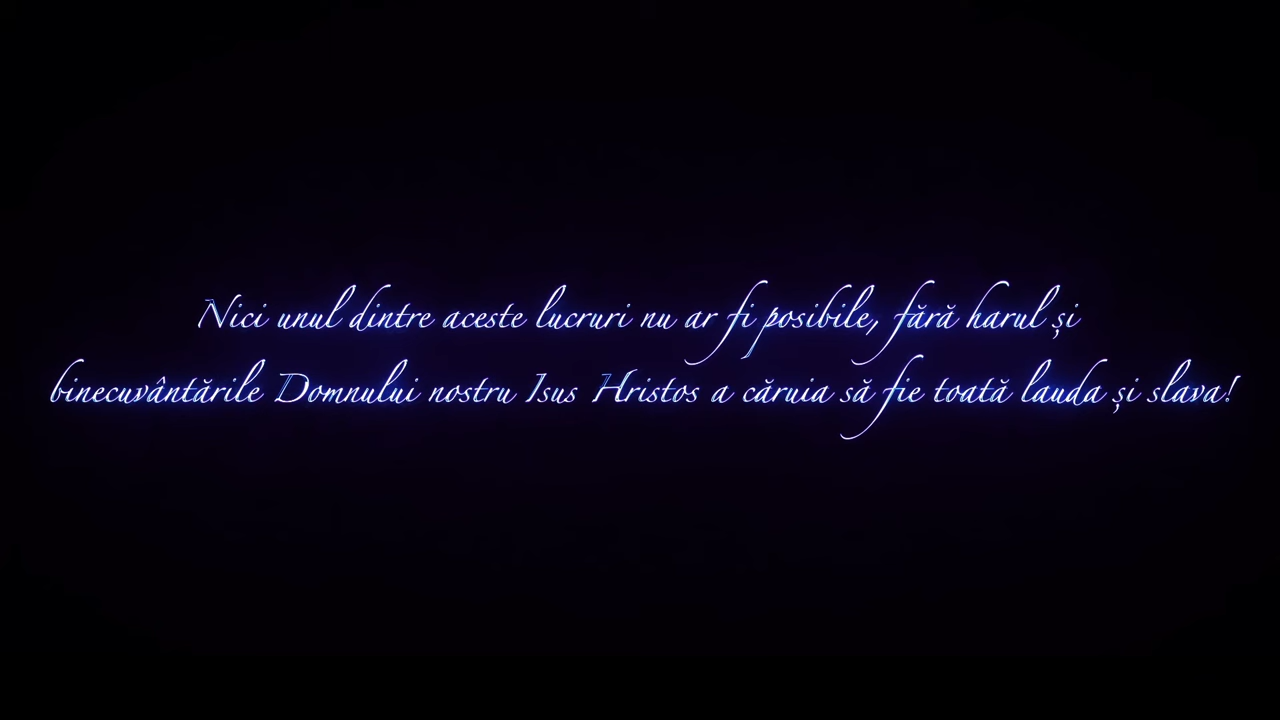 Nici unul dintre aceste lucruri nu ar fi posibile, fără harul și
binecuvântările Domnului nostru Isus Hristos a căruia să fie toată lauda și slava!